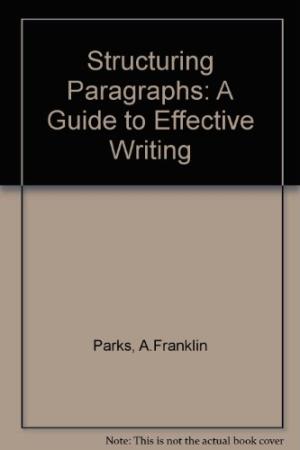 Structuring
Paragraphs: A
Guide to Effective
Writing
Parks, A.Franklin
Note: This is not the actual book cover